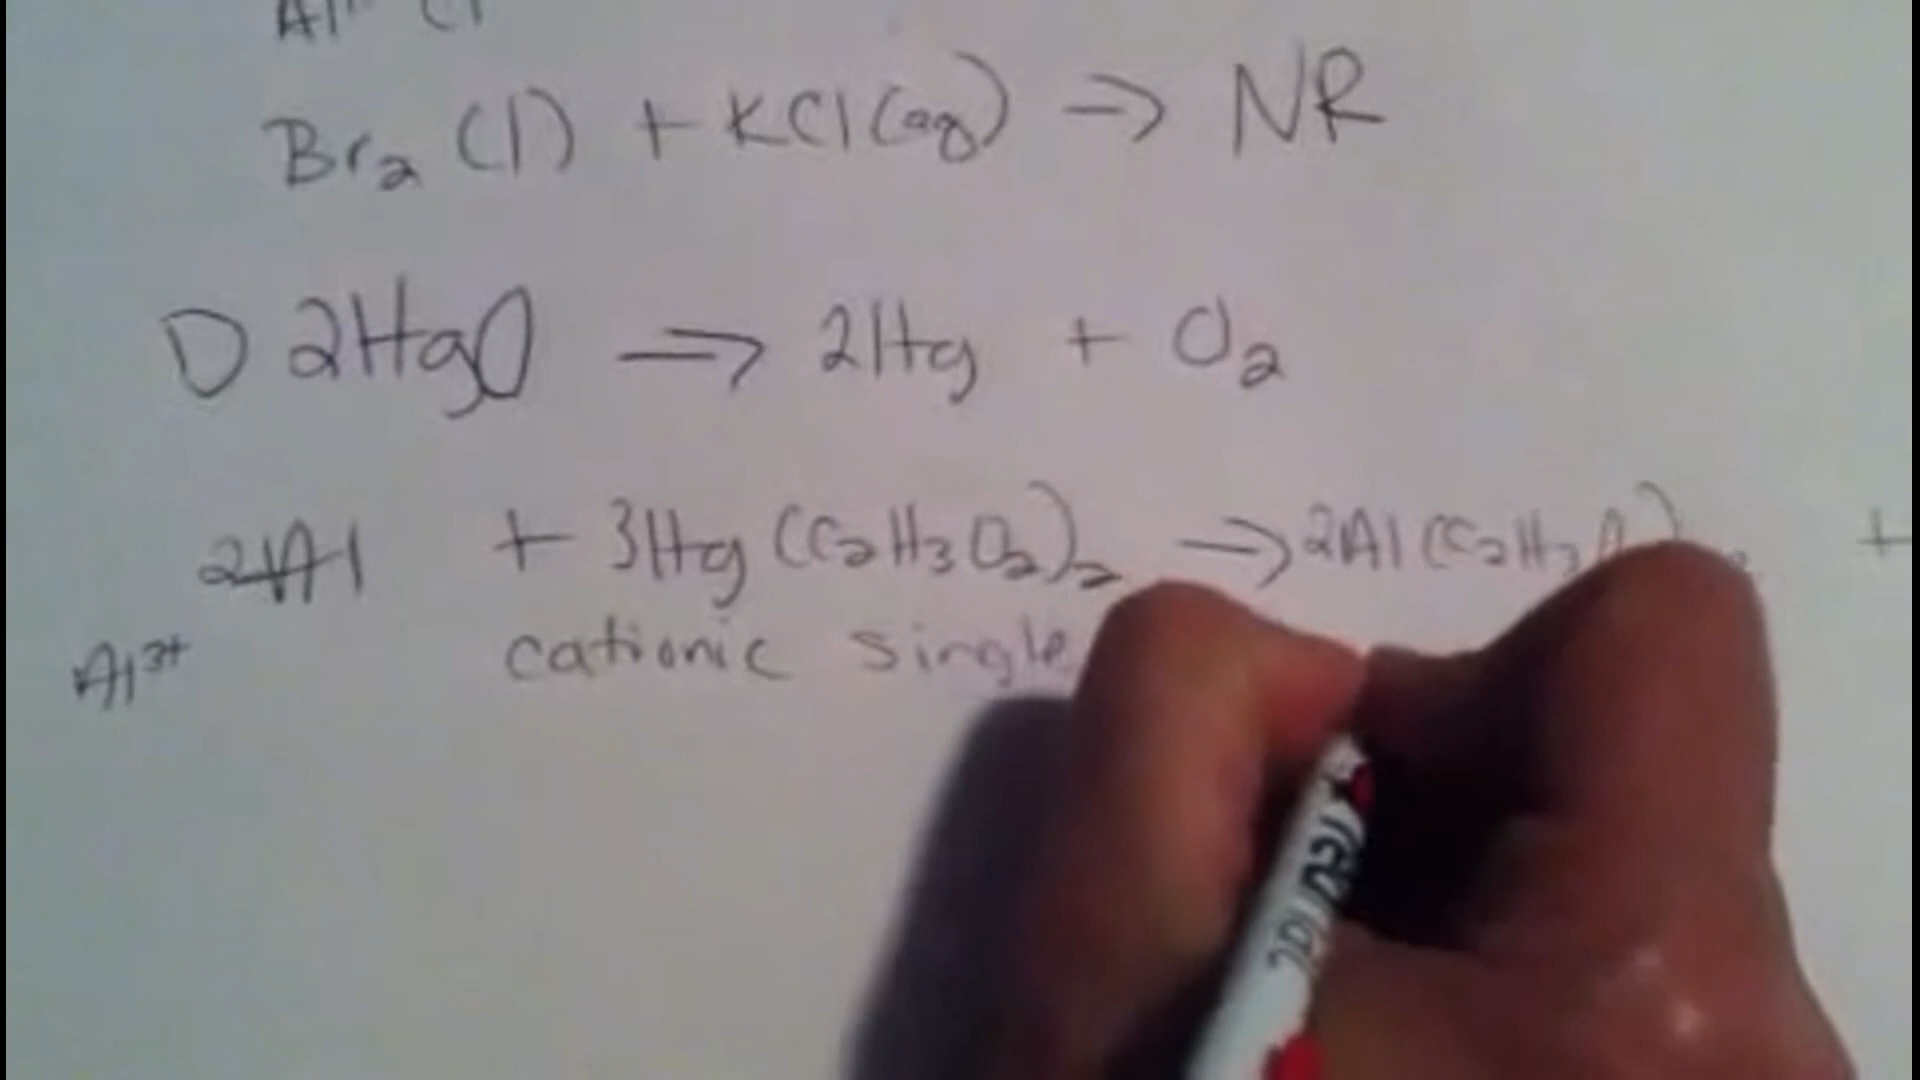 Br₂ (l) + KCl (aq) ⇒ NR
D 2HgO ⇒ 2Hg + O₂
2Al + 3Hg (C₂H₃O₂)₂ ⇒ 2Al (C₂H₃ +
Al³⁺ cationic single